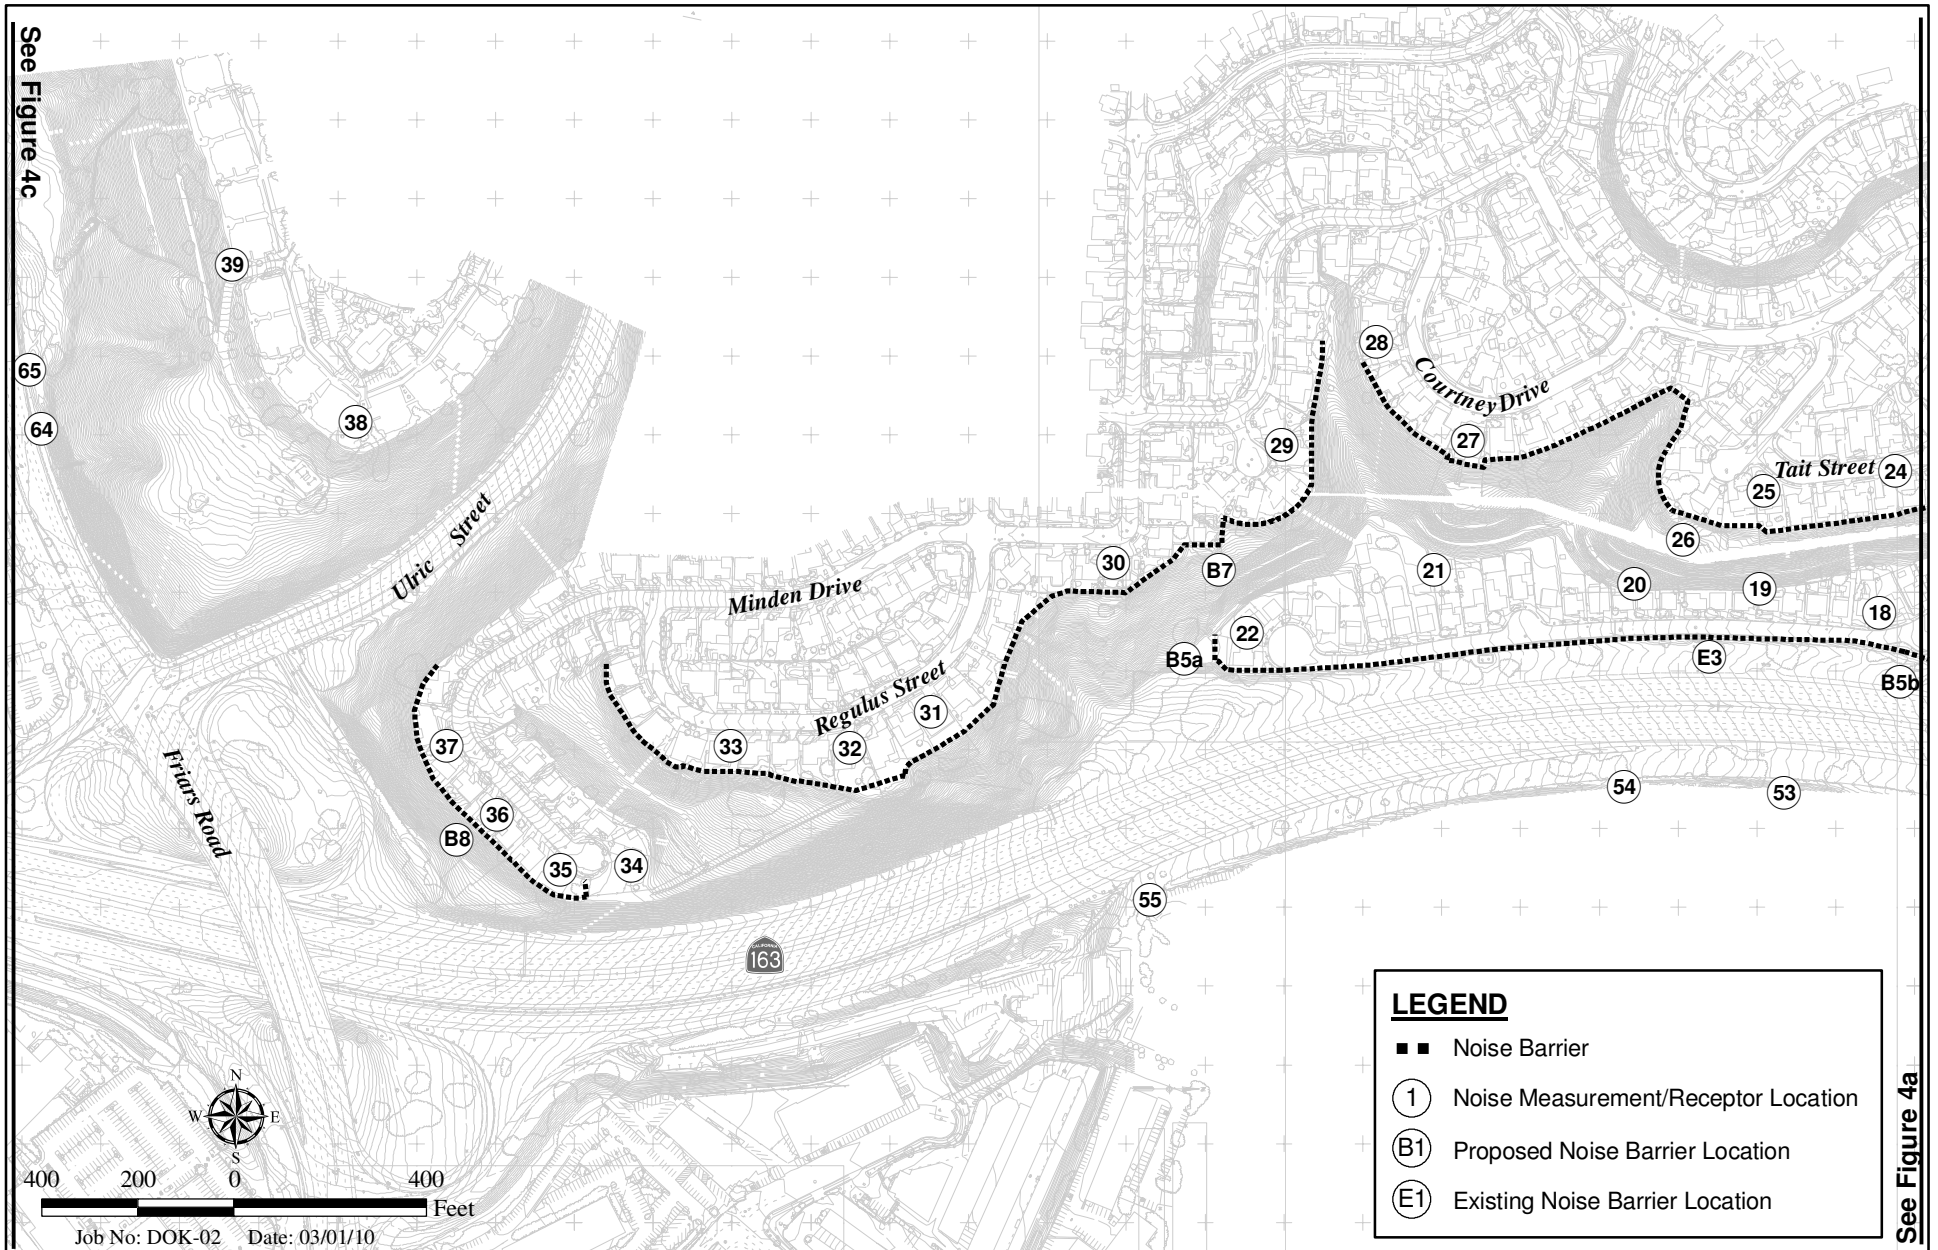 See Figure 4c
39
65
64
38
28
Courtney Drive
29
27
Tait Street
24
25
Ulric Street
30
B7
26
21
20
19
18
Minden Drive
22
B5a
E3
B5b
Regulus Street
31
37
33
32
Friars Road
36
B8
35
34
54
53
55
CALIFORNIA
163
LEGEND
Noise Barrier
1 Noise Measurement/Receptor Location
B1 Proposed Noise Barrier Location
E1 Existing Noise Barrier Location
See Figure 4a
N
W E
S
400 200 0 400
Feet
Job No: DOK-02 Date: 03/01/10